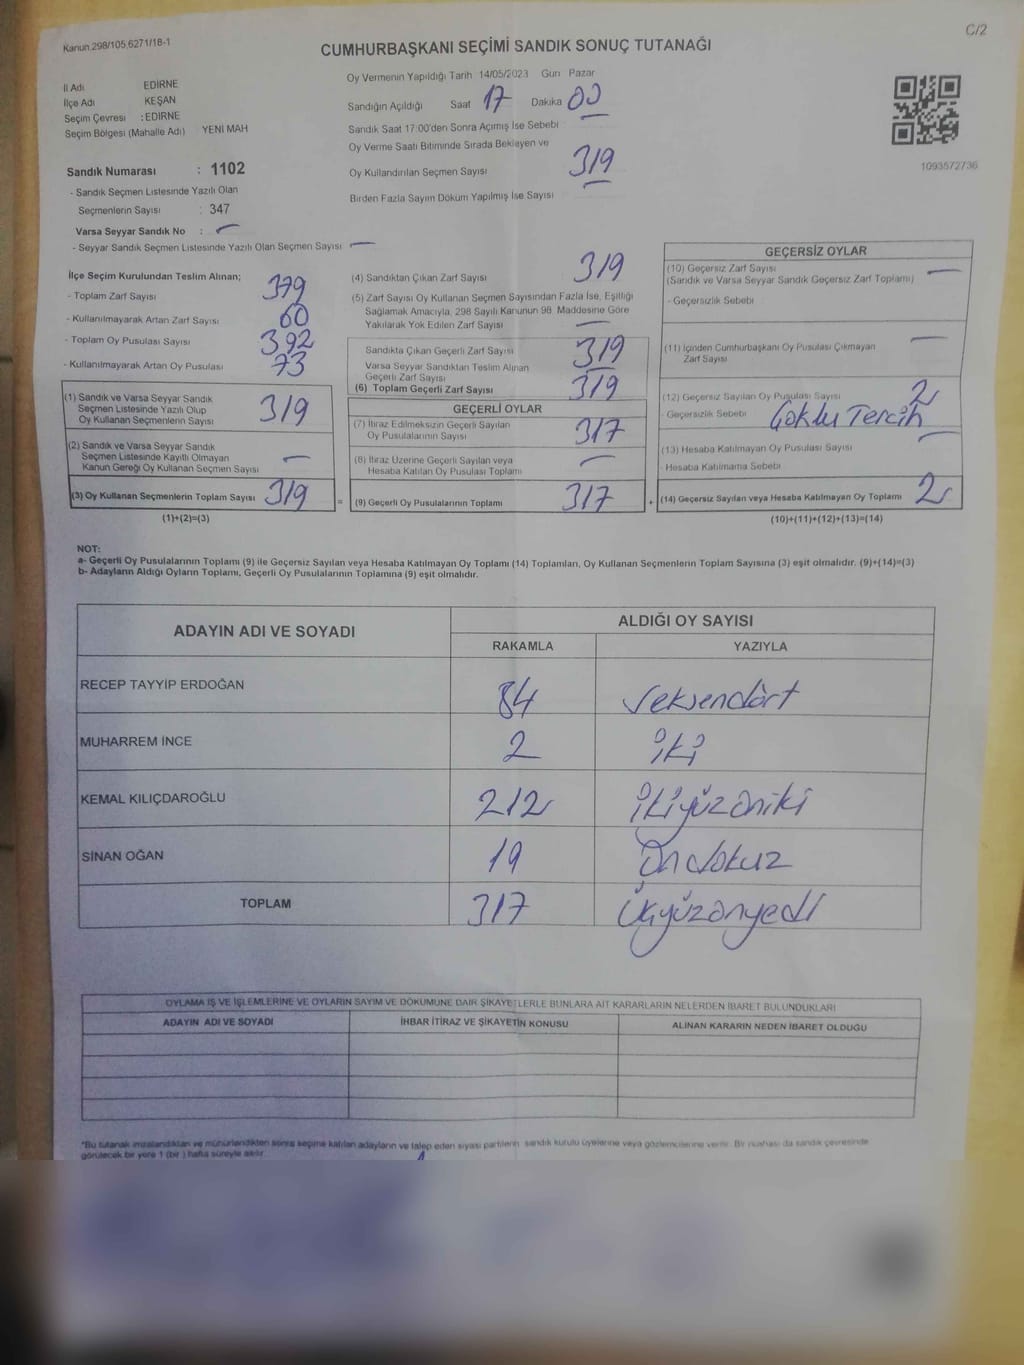 C/2
Kanun.298/105,6271/18-1
CUMHURBAŞKANI SEÇİMİ SANDIK SONUÇ TUTANAĞI
İl Adı EDİRNE
İlçe Adı KEŞAN
Seçim Çevresi : EDİRNE
Seçim Bölgesi (Mahalle Adı) YENİ MAH
Sandık Numarası : 1102
- Sandık Seçmen Listesinde Yazılı Olan
Seçmenlerin Sayısı : 347
Varsa Seyyar Sandık No : -
- Seyyar Sandık Seçmen Listesinde Yazılı Olan Seçmen Sayısı -
Oy Vermenin Yapıldığı Tarih 14/05/2023 Gün Pazar
Sandığın Açıldığı Saat 17 Dakika 00
Sandık Saat 17:00'den Sonra Açımış İse Sebebi
Oy Verme Saati Bitiminde Sırada Bekleyen ve
Oy Kullandırılan Seçmen Sayısı 319
Birden Fazla Sayım Döküm Yapılmış İse Sayısı -
1093572736
İlçe Seçim Kurulundan Teslim Alınan;
- Toplam Zarf Sayısı 379
- Kullanılmayarak Artan Zarf Sayısı 60
- Toplam Oy Pusulası Sayısı 392
- Kullanılmayarak Artan Oy Pusulası 73
(1) Sandık ve Varsa Seyyar Sandık
Seçmen Listesinde Yazılı Olup
Oy Kullanan Seçmenlerin Sayısı 319
(2) Sandık ve Varsa Seyyar Sandık
Seçmen Listesinde Kayıtlı Olmayan
Kanun Gereği Oy Kullanan Seçmen Sayısı -
(3) Oy Kullanan Seçmenlerin Toplam Sayısı 319
(1)+(2)=(3)
(4) Sandıktan Çıkan Zarf Sayısı 319
(5) Zarf Sayısı Oy Kullanan Seçmen Sayısından Fazla İse, Eşitliği
Sağlamak Amacıyla, 298 Sayılı Kanunun 98. Maddesine Göre
Yakılarak Yok Edilen Zarf Sayısı -
Sandıkta Çıkan Geçerli Zarf Sayısı 319
Varsa Seyyar Sandıktan Teslim Alınan
Geçerli Zarf Sayısı -
(6) Toplam Geçerli Zarf Sayısı 319
GEÇERLİ OYLAR
(7) İtiraz Edilmeksizin Geçerli Sayılan
Oy Pusulalarının Sayısı 317
(8) İtiraz Üzerine Geçerli Sayılan veya
Hesaba Katılan Oy Pusulası Toplamı -
= (9) Geçerli Oy Pusulalarının Toplamı 317 +
GEÇERSİZ OYLAR
(10) Geçersiz Zarf Sayısı -
(Sandık ve Varsa Seyyar Sandık Geçersiz Zarf Toplamı)
- Geçersizlik Sebebi
(11) İçinden Cumhurbaşkanı Oy Pusulası Çıkmayan
Zarf Sayısı -
(12) Geçersiz Sayılan Oy Pusulası Sayısı 2
- Geçersizlik Sebebi Çoklu Tercih
(13) Hesaba Katılmayan Oy Pusulası Sayısı -
- Hesaba Katılmama Sebebi
(14) Geçersiz Sayılan veya Hesaba Katılmayan Oy Toplamı 2
(10)+(11)+(12)+(13)=(14)
NOT:
a- Geçerli Oy Pusulalarının Toplamı (9) ile Geçersiz Sayılan veya Hesaba Katılmayan Oy Toplamı (14) Toplamları, Oy Kullanan Seçmenlerin Toplam Sayısına (3) eşit olmalıdır. (9)+(14)=(3)
b- Adayların Aldığı Oyların Toplamı, Geçerli Oy Pusulalarının Toplamına (9) eşit olmalıdır.
ADAYIN ADI VE SOYADI ALDIĞI OY SAYISI
RAKAMLA YAZIYLA
RECEP TAYYİP ERDOĞAN 84 Seksendört
MUHARREM İNCE 2 iki
KEMAL KILIÇDAROĞLU 212 ikiyüzoniki
SİNAN OĞAN 19 Ondokuz
TOPLAM 317 Üçyüzonyedi
OYLAMA İŞ VE İŞLEMLERİNE VE OYLARIN SAYIM VE DÖKÜMÜNE DAİR ŞİKAYETLERLE BUNLARA AİT KARARLARIN NELERDEN İBARET BULUNDUKLARI
ADAYIN ADI VE SOYADI İHBAR İTİRAZ VE ŞİKAYETİN KONUSU ALINAN KARARIN NEDEN İBARET OLDUĞU
*Bu tutanak imzalandıktan ve mühürlendikten sonra seçime katılan adayların ve talep eden siyasi partilerin sandık kurulu üyelerine veya gözlemcilerine verilir. Bir nüshası da sandık çevresinde
görülecek bir yere 1 (bir ) hafta süreyle asılır.